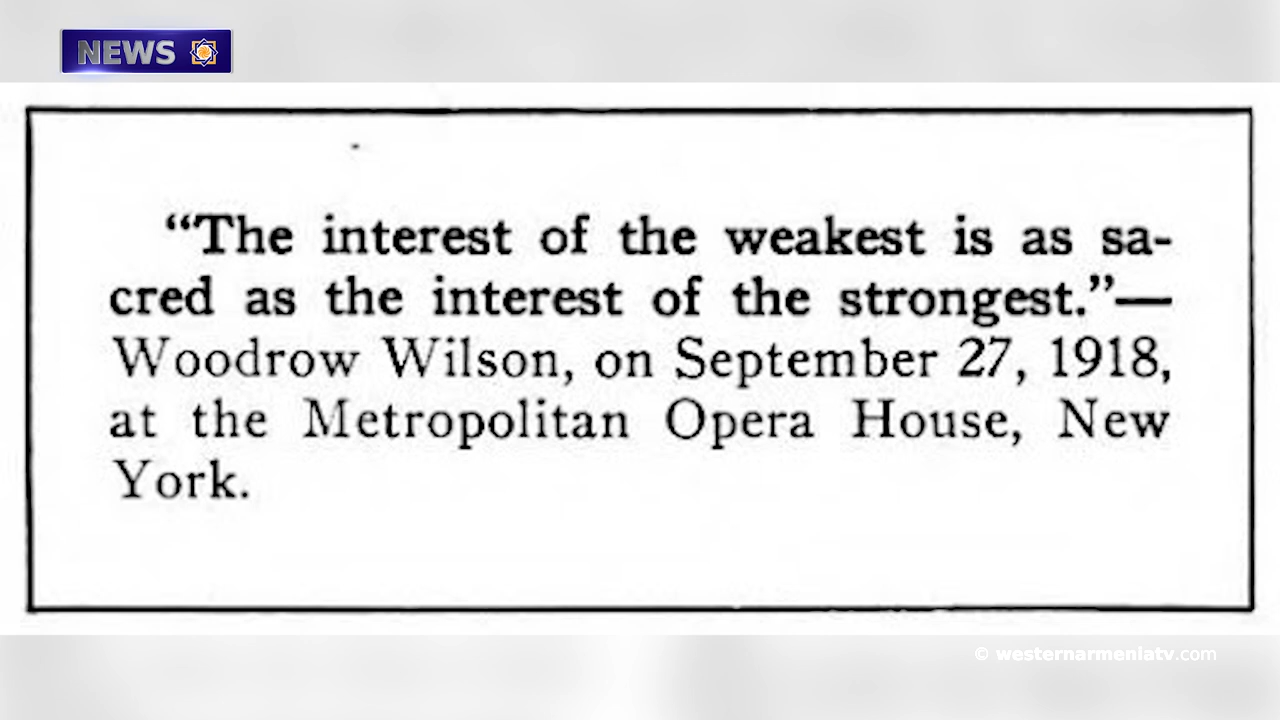 NEWS
“The interest of the weakest is as sa-
cred as the interest of the strongest.”—
Woodrow Wilson, on September 27, 1918,
at the Metropolitan Opera House, New
York.
© westernarmeniatv.com